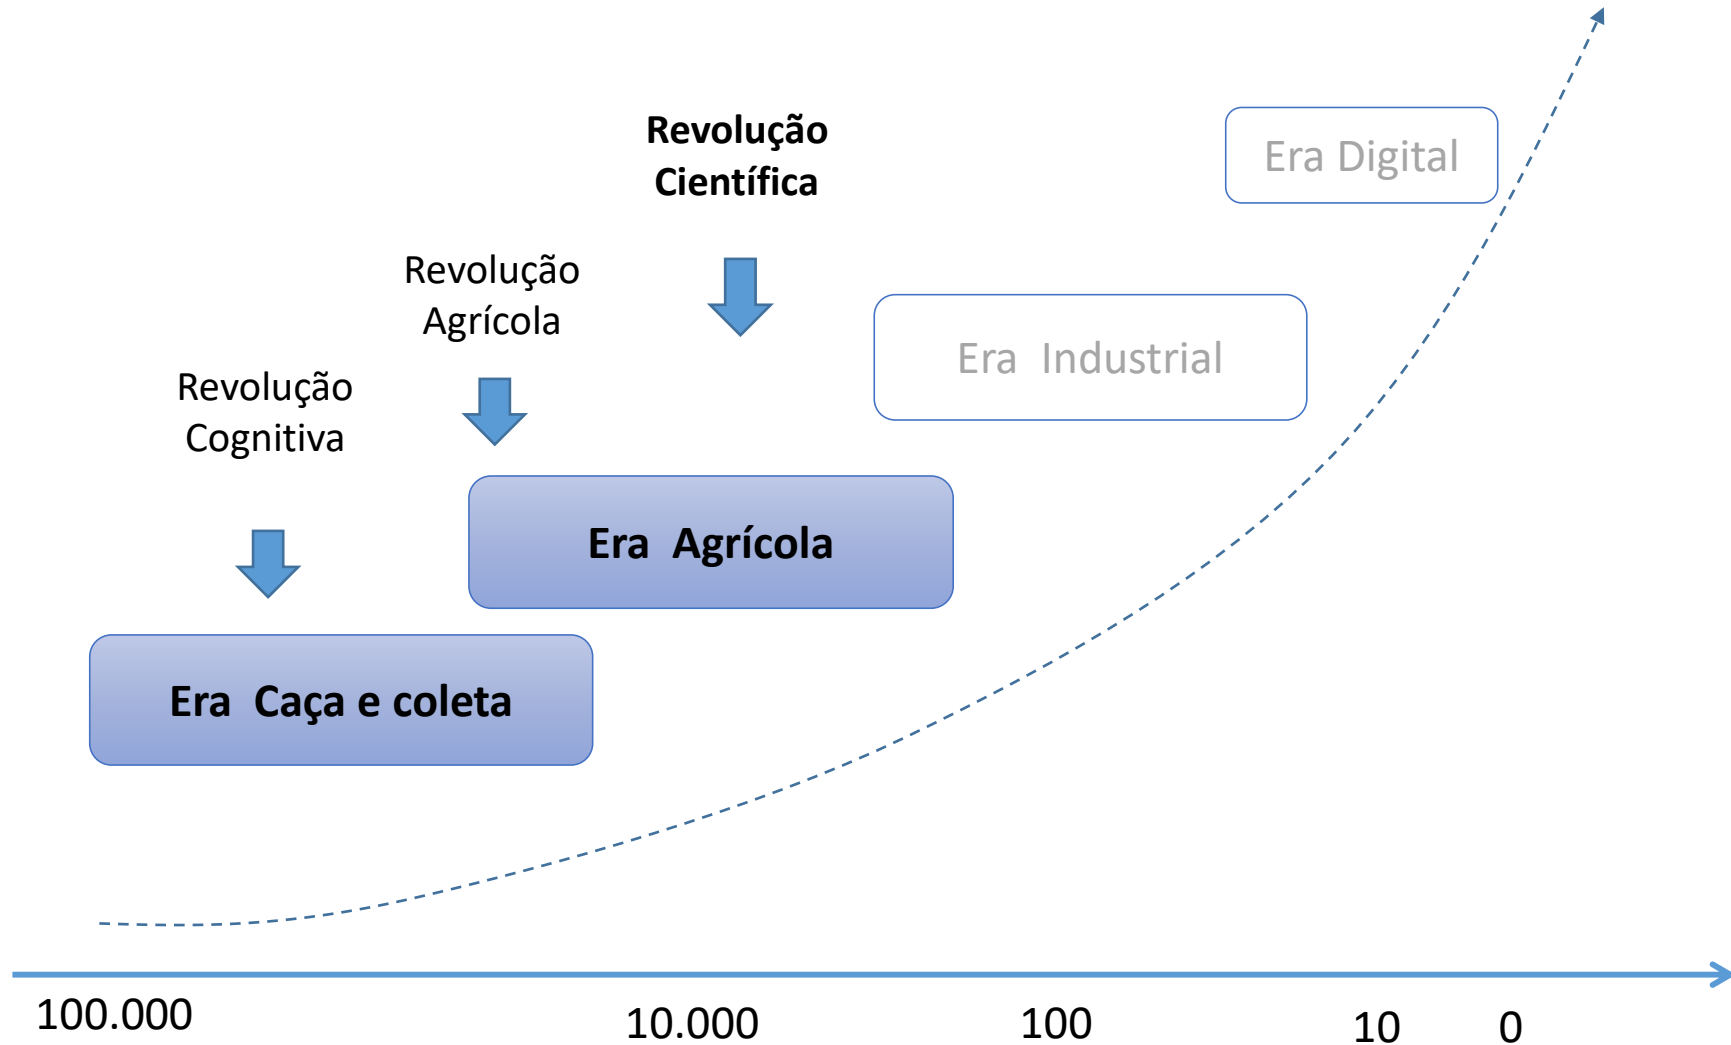 Revolução
Científica
Era Digital
Revolução
Agrícola
Era  Industrial
Revolução
Cognitiva
Era  Agrícola
Era  Caça e coleta
100.000
10.000
100
10
0